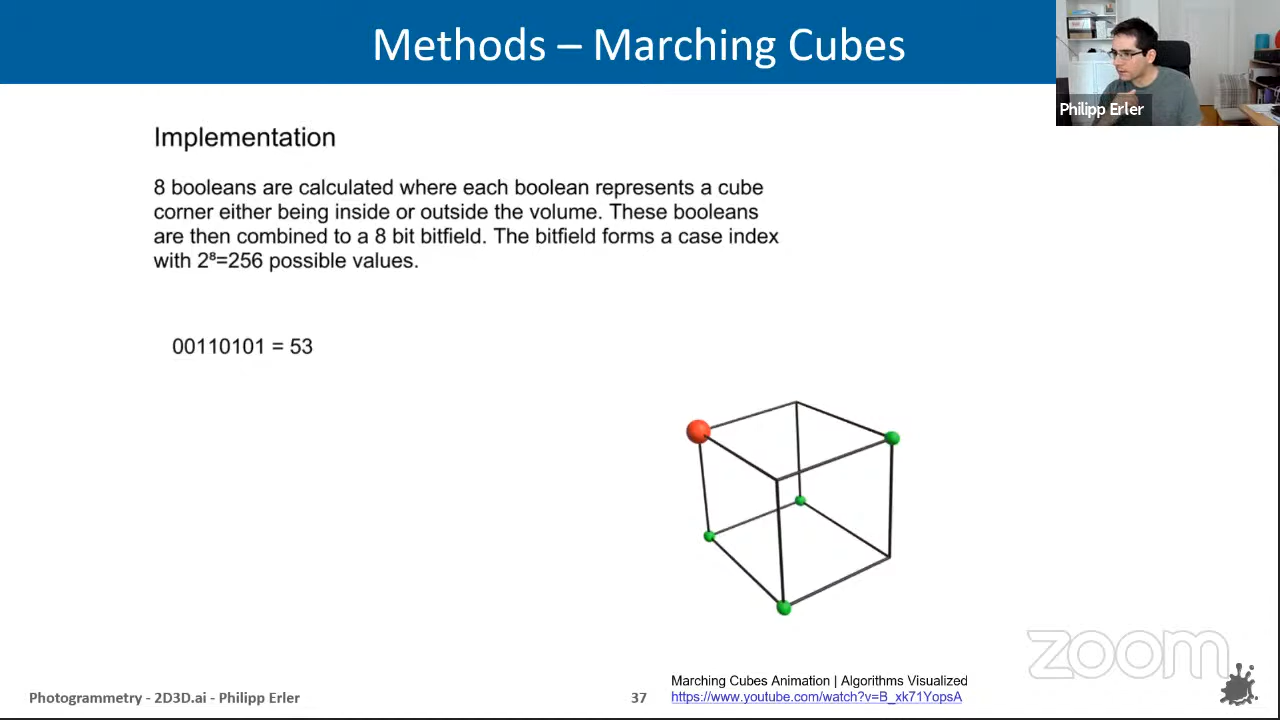 Methods – Marching Cubes
Philipp Erler
Implementation
8 booleans are calculated where each boolean represents a cube
corner either being inside or outside the volume. These booleans
are then combined to a 8 bit bitfield. The bitfield forms a case index
with 2⁸=256 possible values.
00110101 = 53
zoom
Marching Cubes Animation | Algorithms Visualized
Photogrammetry - 2D3D.ai - Philipp Erler
37
https://www.youtube.com/watch?v=B_xk71YopsA